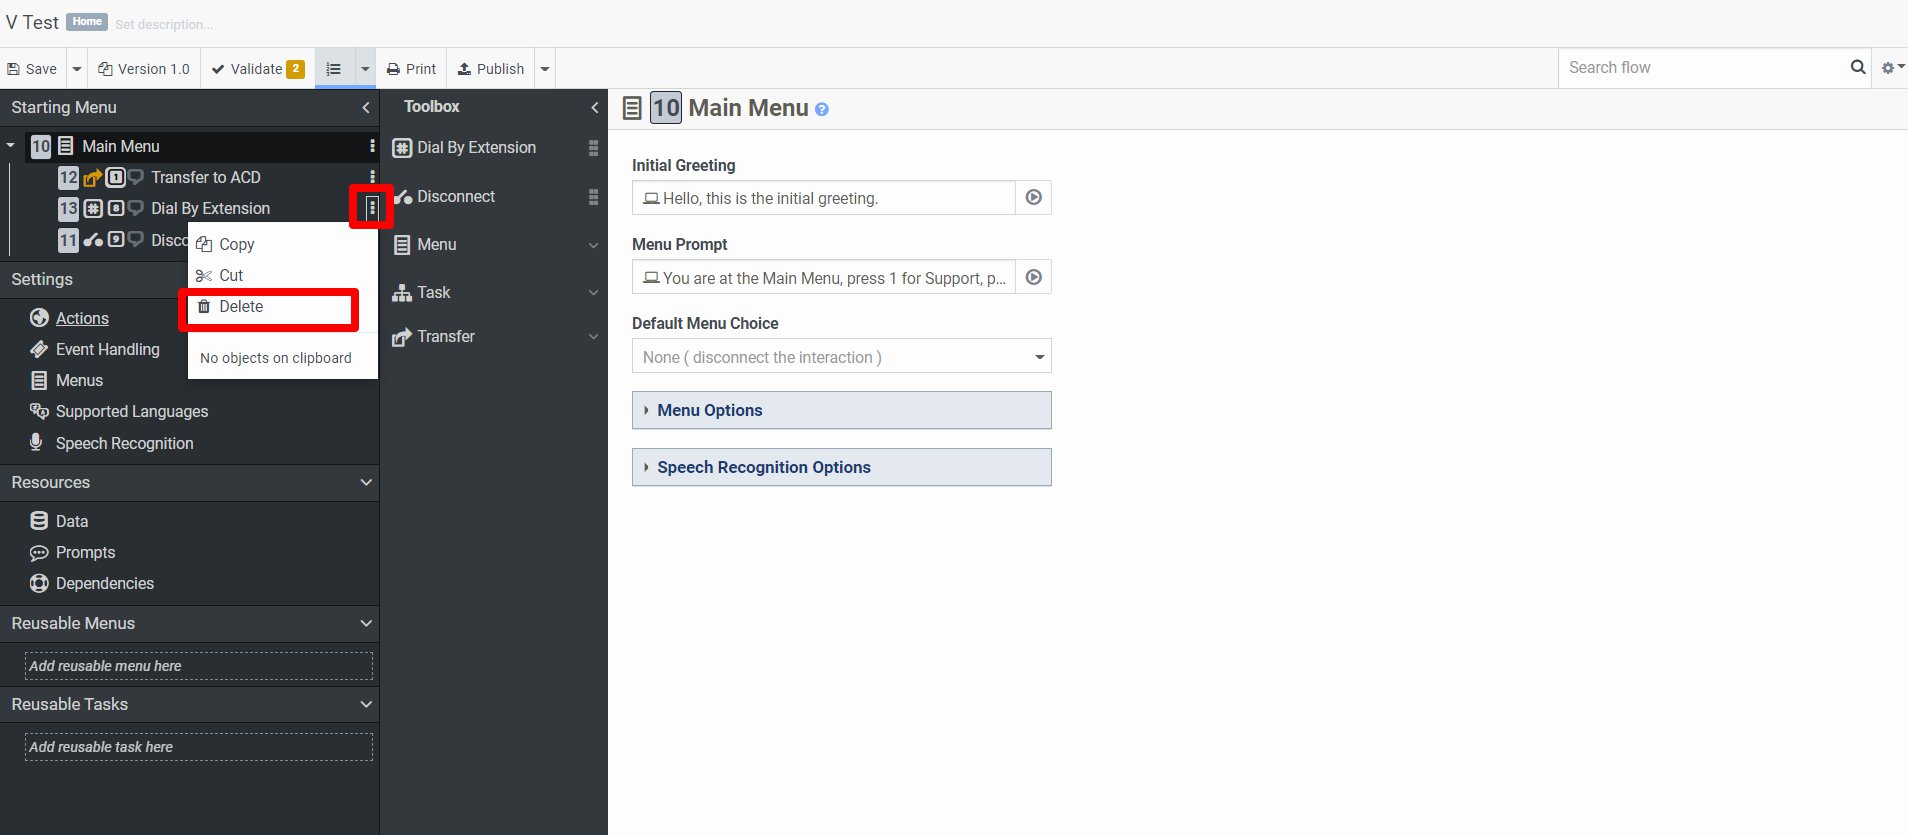 V Test Home Set description...
Save Version 1.0 Validate 2 Print Publish Search flow
Starting Menu
10 Main Menu
12 1 Transfer to ACD
13 8 Dial By Extension
11 9 Disco
Copy
Cut
Delete
No objects on clipboard
Settings
Actions
Event Handling
Menus
Supported Languages
Speech Recognition
Resources
Data
Prompts
Dependencies
Reusable Menus
Add reusable menu here
Reusable Tasks
Add reusable task here
Toolbox
Dial By Extension
Disconnect
Menu
Task
Transfer
10 Main Menu ?
Initial Greeting
Hello, this is the initial greeting.
Menu Prompt
You are at the Main Menu, press 1 for Support, p...
Default Menu Choice
None ( disconnect the interaction )
Menu Options
Speech Recognition Options